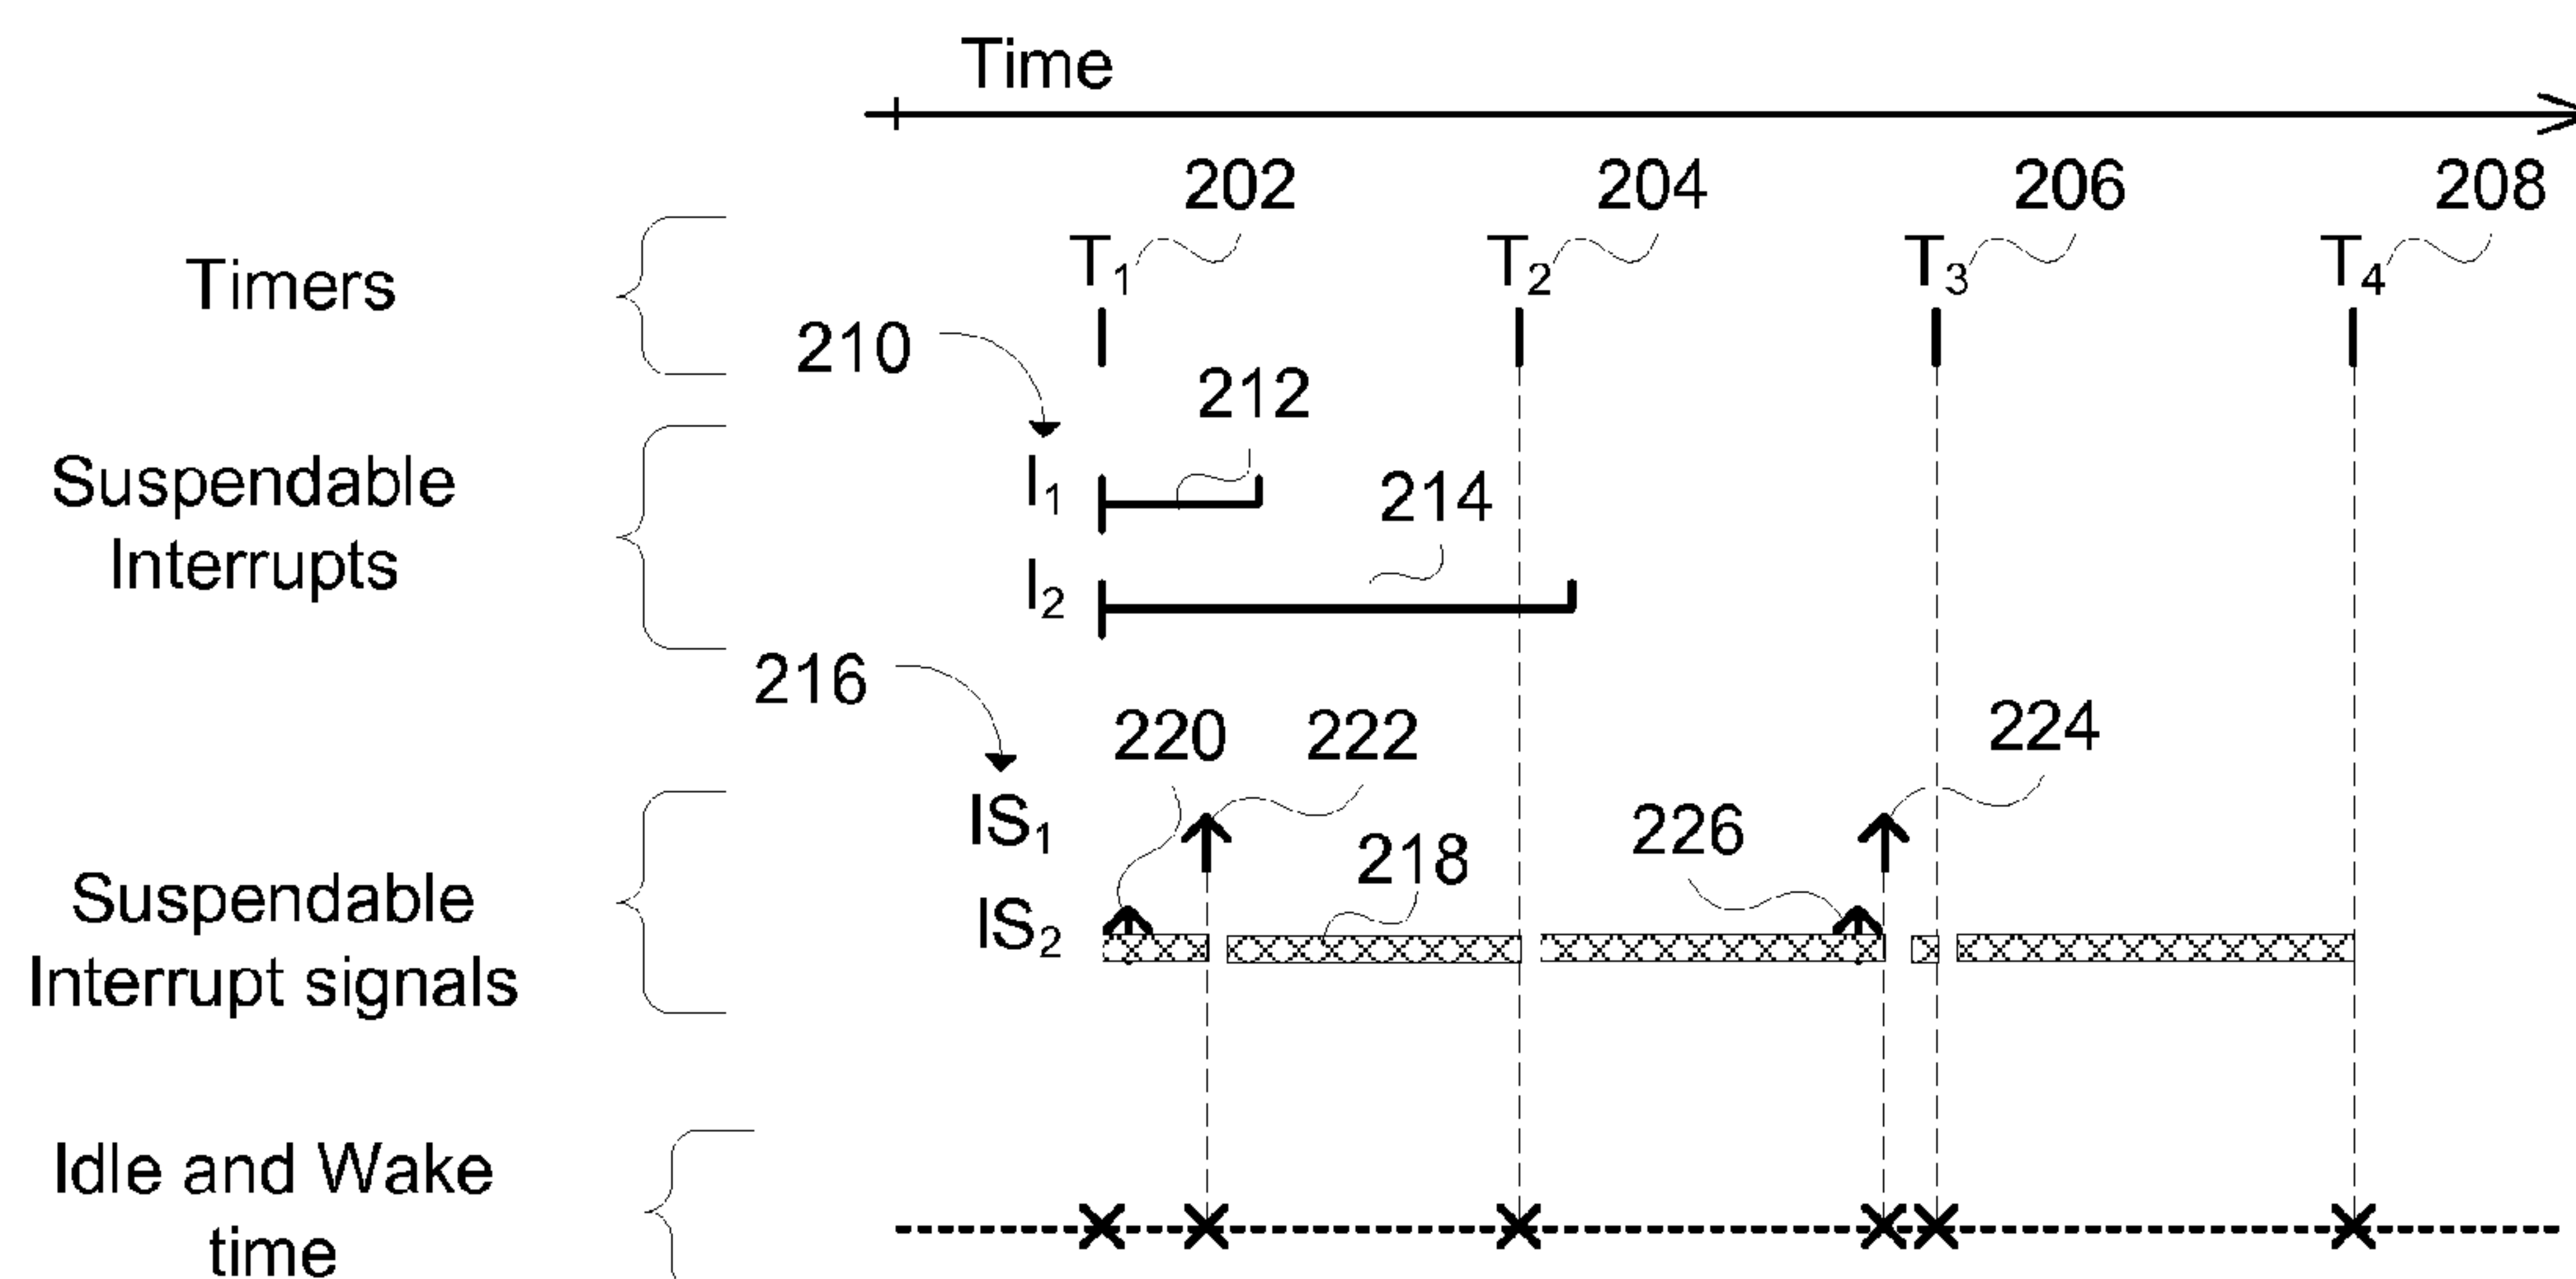 Time
202 204 206 208
Timers
T1 T2 T3 T4
210
212
Suspendable
Interrupts
I1
214
I2
216
220 222 224
IS1
226
218
Suspendable
Interrupt signals
IS2
Idle and Wake
time